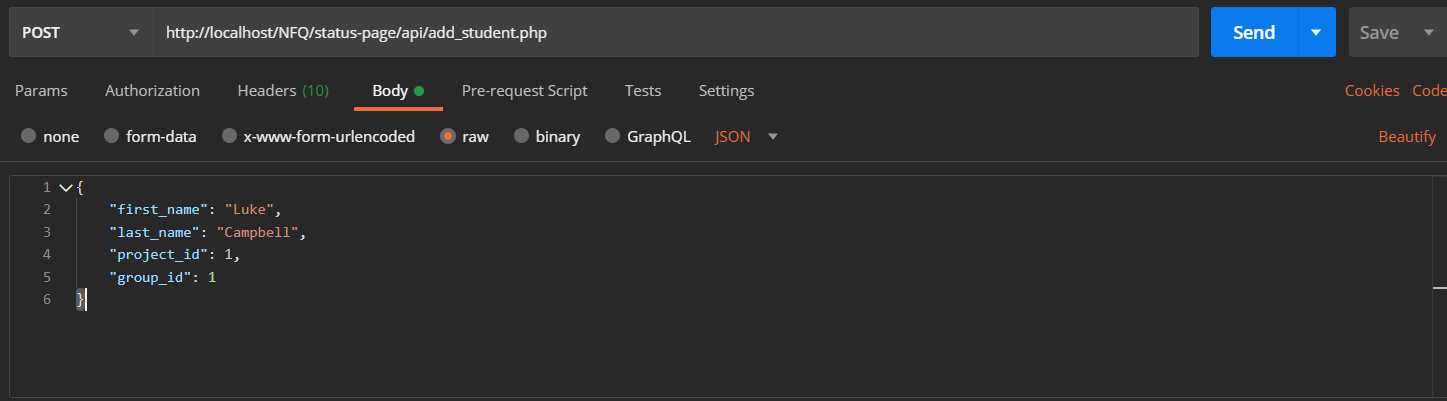 POST http://localhost/NFQ/status-page/api/add_student.php Send Save
Params Authorization Headers (10) Body Pre-request Script Tests Settings Cookies Code
none form-data x-www-form-urlencoded raw binary GraphQL JSON Beautify
1 {
2 "first_name": "Luke",
3 "last_name": "Campbell",
4 "project_id": 1,
5 "group_id": 1
6 }